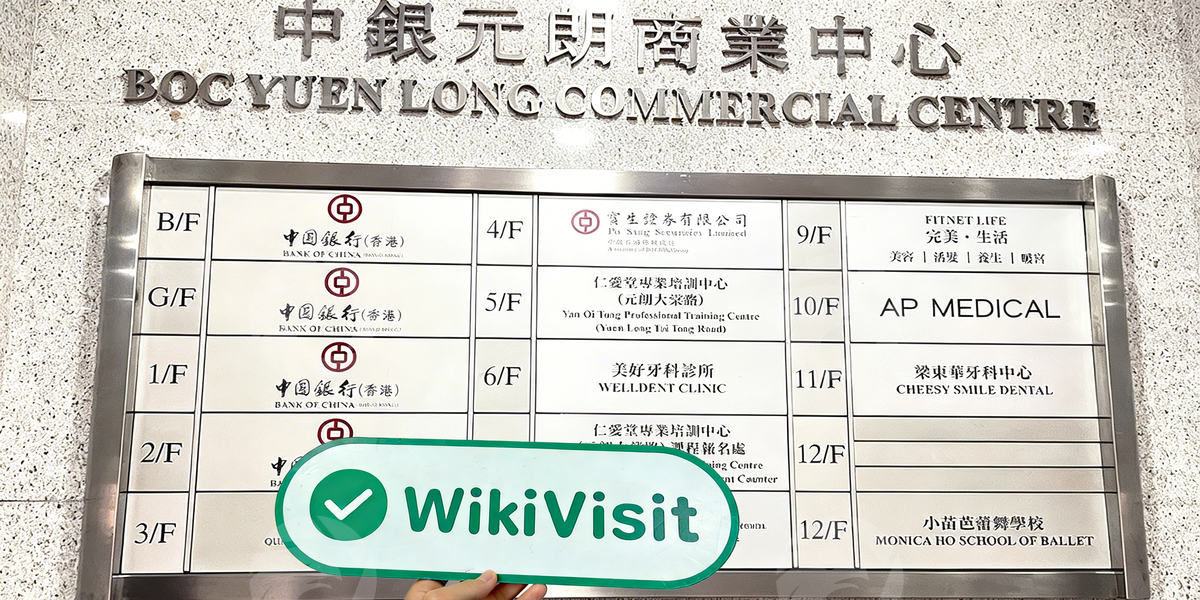 中銀元朗商業中心
BOC YUEN LONG COMMERCIAL CENTRE
B/F
中国銀行(香港)
BANK OF CHINA
G/F
中国銀行(香港)
BANK OF CHINA
1/F
中国銀行(香港)
BANK OF CHINA
2/F
中
3/F
4/F
寶生證券有限公司
Po Sang Securities Limited
5/F
仁愛堂專業培訓中心
(元朗大棠路)
Yan Oi Tong Professional Training Centre
(Yuen Long Tai Tong Road)
6/F
美好牙科診所
WELLDENT CLINIC
仁愛堂專業培訓中心
課程報名處
Centre
Counter
9/F
FITNET LIFE
完美·生活
美容 | 活髮 | 養生 | 暖宮
10/F
AP MEDICAL
11/F
梁東華牙科中心
CHEESY SMILE DENTAL
12/F
12/F
小苗芭蕾舞學校
MONICA HO SCHOOL OF BALLET
WikiVisit